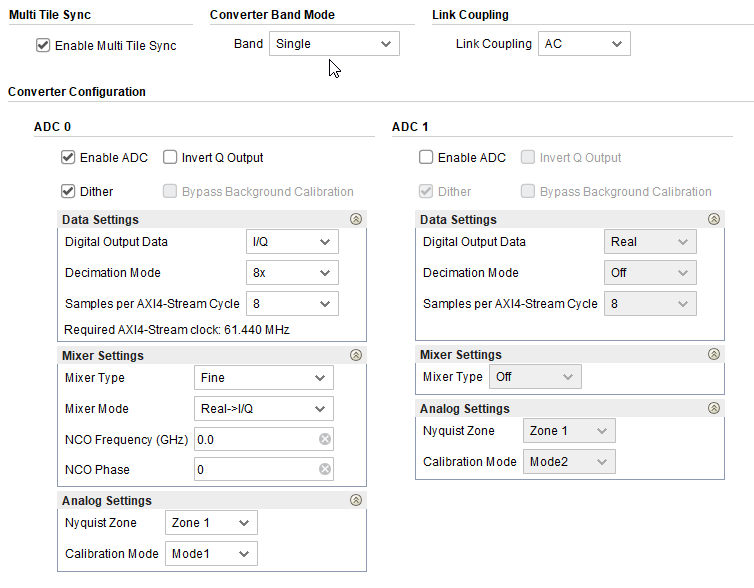 Multi Tile Sync
Converter Band Mode
Link Coupling
Enable Multi Tile Sync
Band Single
Link Coupling AC
Converter Configuration
ADC 0
Enable ADC Invert Q Output
Dither Bypass Background Calibration
Data Settings
Digital Output Data I/Q
Decimation Mode 8x
Samples per AXI4-Stream Cycle 8
Required AXI4-Stream clock: 61.440 MHz
Mixer Settings
Mixer Type Fine
Mixer Mode Real->I/Q
NCO Frequency (GHz) 0.0
NCO Phase 0
Analog Settings
Nyquist Zone Zone 1
Calibration Mode Mode1
ADC 1
Enable ADC Invert Q Output
Dither Bypass Background Calibration
Data Settings
Digital Output Data Real
Decimation Mode Off
Samples per AXI4-Stream Cycle 8
Mixer Settings
Mixer Type Off
Analog Settings
Nyquist Zone Zone 1
Calibration Mode Mode2